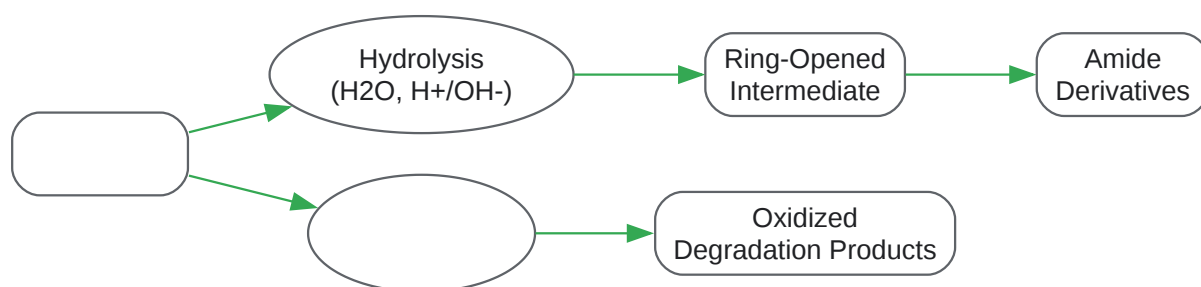 Hydrolysis
(H2O, H+/OH-)
Ring-Opened
Intermediate
Amide
Derivatives
Oxidized
Degradation Products